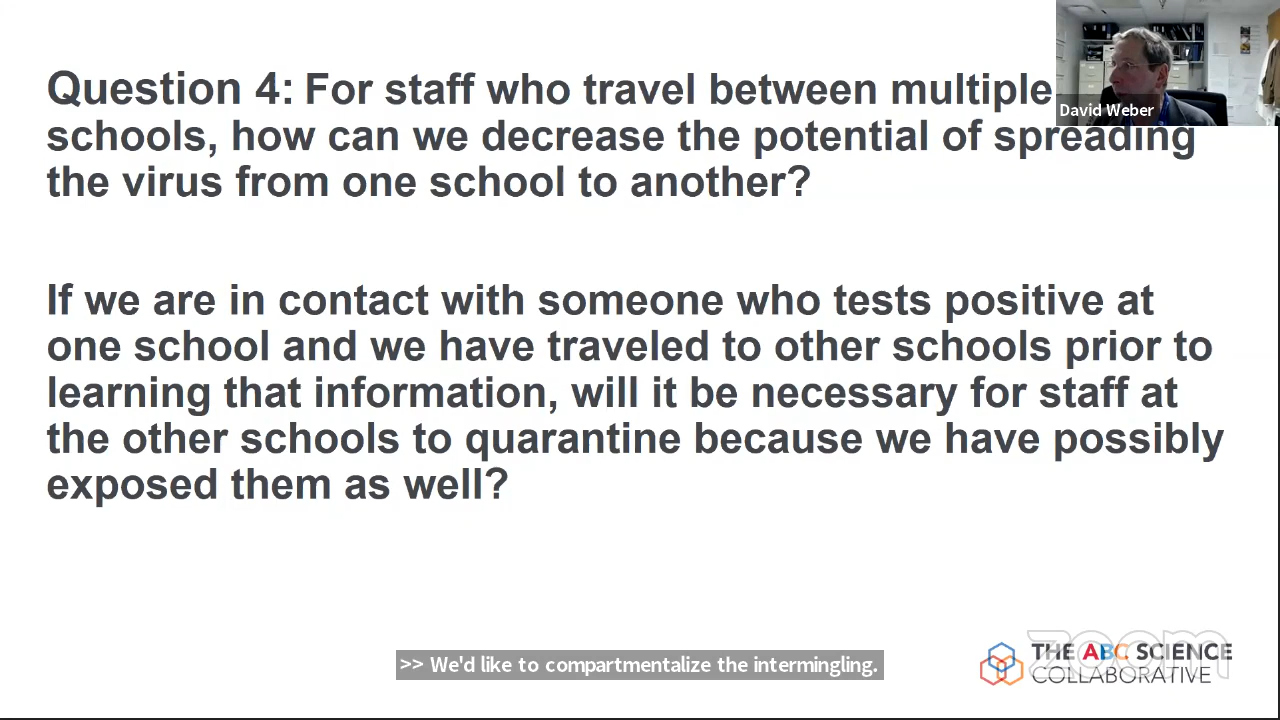 Question 4: For staff who travel between multiple
schools, how can we decrease the potential of spreading
the virus from one school to another?
If we are in contact with someone who tests positive at
one school and we have traveled to other schools prior to
learning that information, will it be necessary for staff at
the other schools to quarantine because we have possibly
exposed them as well?
David Weber
>> We'd like to compartmentalize the intermingling.
THE ABC SCIENCE
COLLABORATIVE
zoom